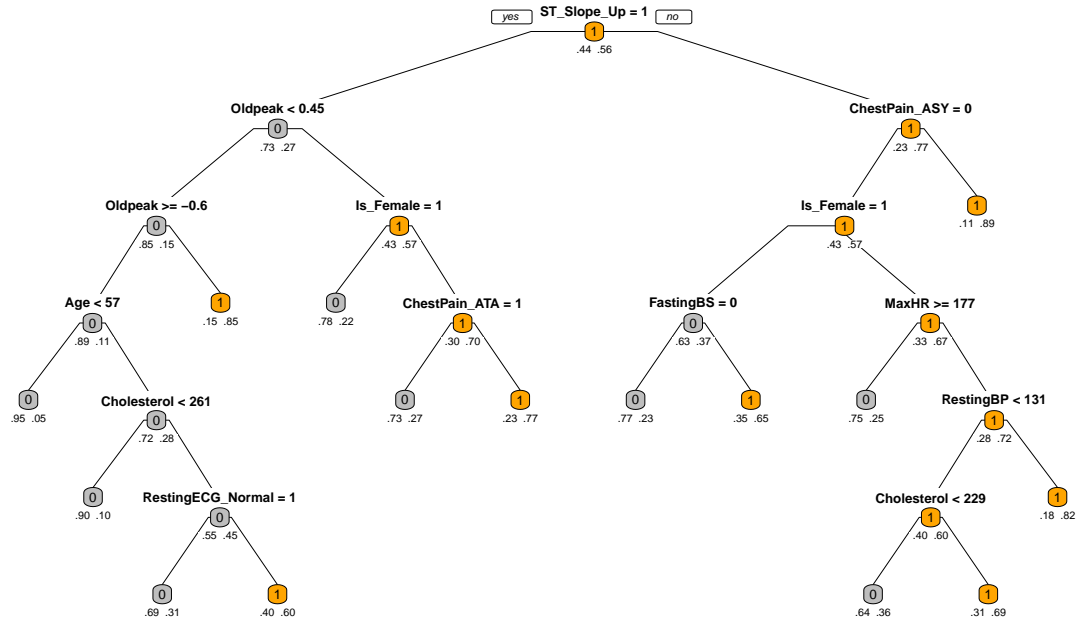 yes ST_Slope_Up = 1 no
1
.44 .56
Oldpeak < 0.45 ChestPain_ASY = 0
0 1
.73 .27 .23 .77
Oldpeak >= −0.6 Is_Female = 1 Is_Female = 1 1
0 1 1 .11 .89
.85 .15 .43 .57 .43 .57
Age < 57 1 0 ChestPain_ATA = 1 FastingBS = 0 MaxHR >= 177
0 .15 .85 .78 .22 1 0 1
.89 .11 .30 .70 .63 .37 .33 .67
0 Cholesterol < 261 0 1 0 1 0 RestingBP < 131
.95 .05 0 .73 .27 .23 .77 .77 .23 .35 .65 .75 .25 1
.72 .28 .28 .72
0 RestingECG_Normal = 1 Cholesterol < 229 1
.90 .10 0 1 .18 .82
.55 .45 .40 .60
0 1 0 1
.69 .31 .40 .60 .64 .36 .31 .69